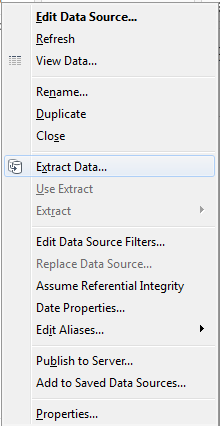 Edit Data Source...
Refresh
View Data...
Rename...
Duplicate
Close
Extract Data...
Use Extract
Extract
Edit Data Source Filters...
Replace Data Source...
Assume Referential Integrity
Date Properties...
Edit Aliases...
Publish to Server...
Add to Saved Data Sources...
Properties...